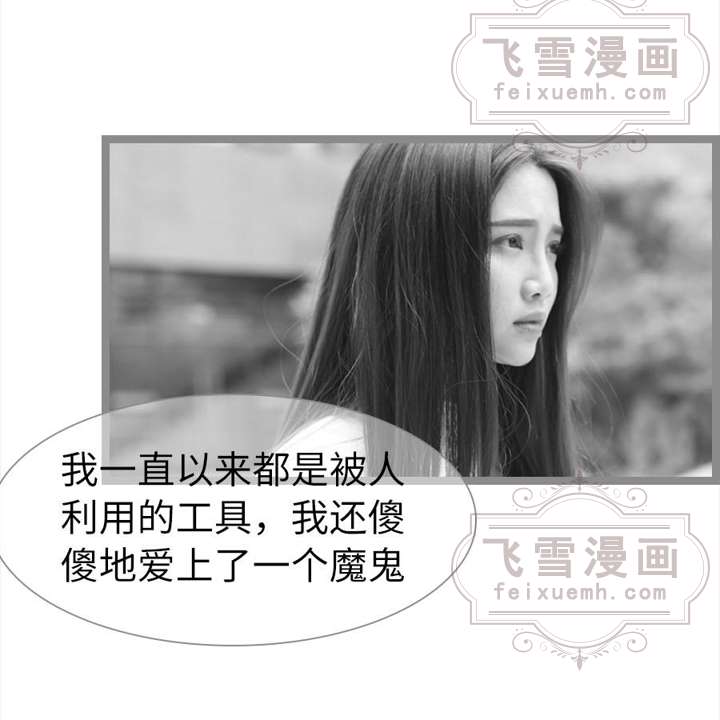 飞雪漫画
feixuemh.com
我一直以来都是被人
利用的工具，我还傻
傻地爱上了一个魔鬼
飞雪漫画
feixuemh.com